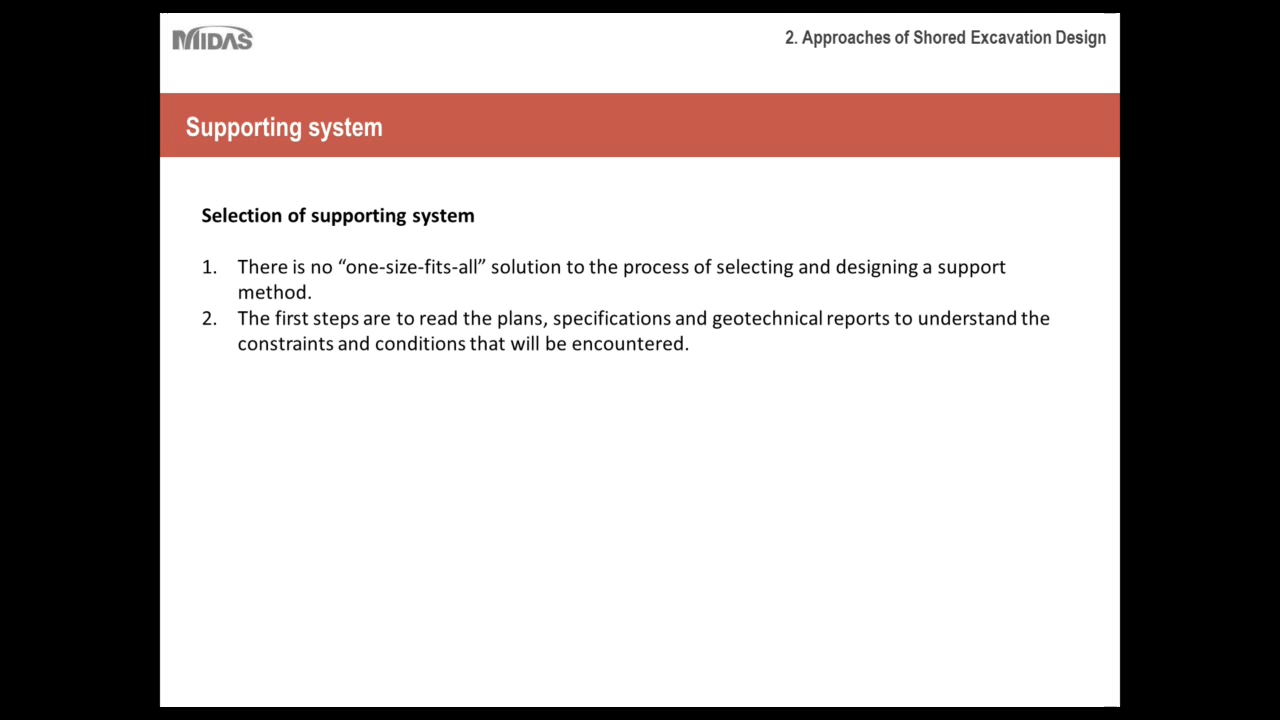 MIDAS
2. Approaches of Shored Excavation Design
Supporting system
Selection of supporting system
1. There is no “one-size-fits-all” solution to the process of selecting and designing a support
method.
2. The first steps are to read the plans, specifications and geotechnical reports to understand the
constraints and conditions that will be encountered.